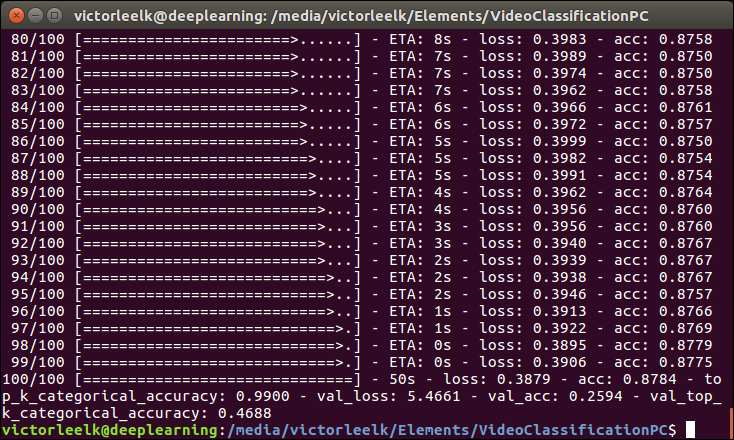 victorleelk@deeplearning: /media/victorleelk/Elements/VideoClassificationPC
80/100 [========================>......] - ETA: 8s - loss: 0.3983 - acc: 0.8758
81/100 [========================>......] - ETA: 7s - loss: 0.3989 - acc: 0.8750
82/100 [========================>......] - ETA: 7s - loss: 0.3974 - acc: 0.8750
83/100 [========================>......] - ETA: 7s - loss: 0.3962 - acc: 0.8758
84/100 [=========================>.....] - ETA: 6s - loss: 0.3966 - acc: 0.8761
85/100 [=========================>.....] - ETA: 6s - loss: 0.3972 - acc: 0.8757
86/100 [=========================>.....] - ETA: 5s - loss: 0.3999 - acc: 0.8750
87/100 [==========================>....] - ETA: 5s - loss: 0.3982 - acc: 0.8754
88/100 [==========================>....] - ETA: 5s - loss: 0.3991 - acc: 0.8754
89/100 [==========================>....] - ETA: 4s - loss: 0.3962 - acc: 0.8764
90/100 [===========================>...] - ETA: 4s - loss: 0.3956 - acc: 0.8760
91/100 [===========================>...] - ETA: 3s - loss: 0.3956 - acc: 0.8760
92/100 [===========================>...] - ETA: 3s - loss: 0.3940 - acc: 0.8767
93/100 [===========================>...] - ETA: 2s - loss: 0.3939 - acc: 0.8767
94/100 [============================>..] - ETA: 2s - loss: 0.3938 - acc: 0.8767
95/100 [============================>..] - ETA: 2s - loss: 0.3946 - acc: 0.8757
96/100 [============================>..] - ETA: 1s - loss: 0.3913 - acc: 0.8766
97/100 [=============================>.] - ETA: 1s - loss: 0.3922 - acc: 0.8769
98/100 [=============================>.] - ETA: 0s - loss: 0.3895 - acc: 0.8779
99/100 [=============================>.] - ETA: 0s - loss: 0.3906 - acc: 0.8775
100/100 [==============================] - 50s - loss: 0.3879 - acc: 0.8784 - to
p_k_categorical_accuracy: 0.9900 - val_loss: 5.4661 - val_acc: 0.2594 - val_top_
k_categorical_accuracy: 0.4688
victorleelk@deeplearning:/media/victorleelk/Elements/VideoClassificationPC$